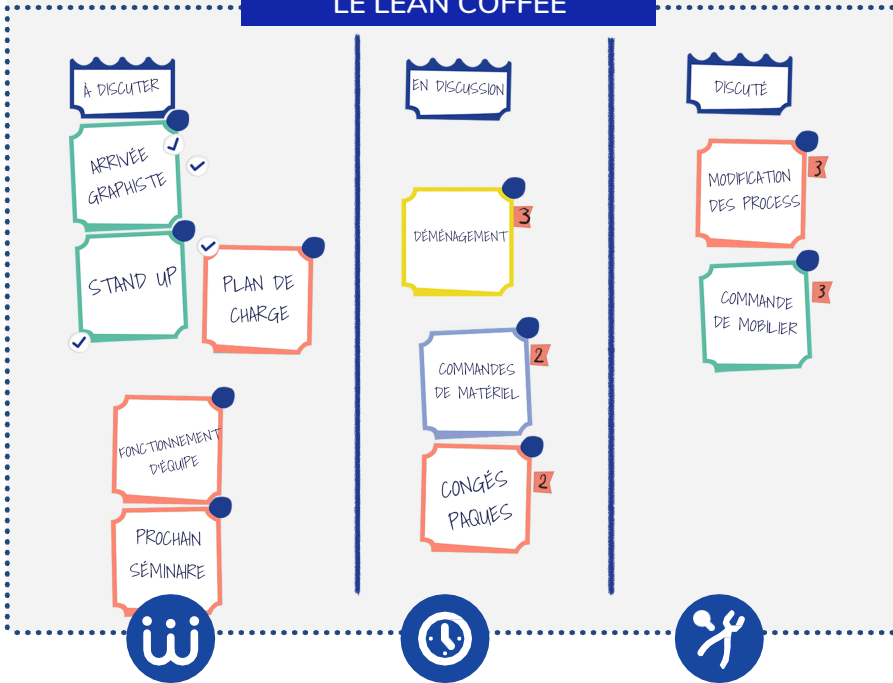 LE LEAN COFFEE
À DISCUTER
ARRIVÉE
GRAPHISTE
STAND UP
PLAN DE
CHARGE
FONCTIONNEMENT
D'ÉQUIPE
PROCHAIN
SÉMINAIRE
EN DISCUSSION
DÉMÉNAGEMENT
3
COMMANDES
DE MATÉRIEL
2
CONGÉS
PAQUES
2
DISCUTÉ
MODIFICATION
DES PROCESS
3
COMMANDE
DE MOBILIER
3